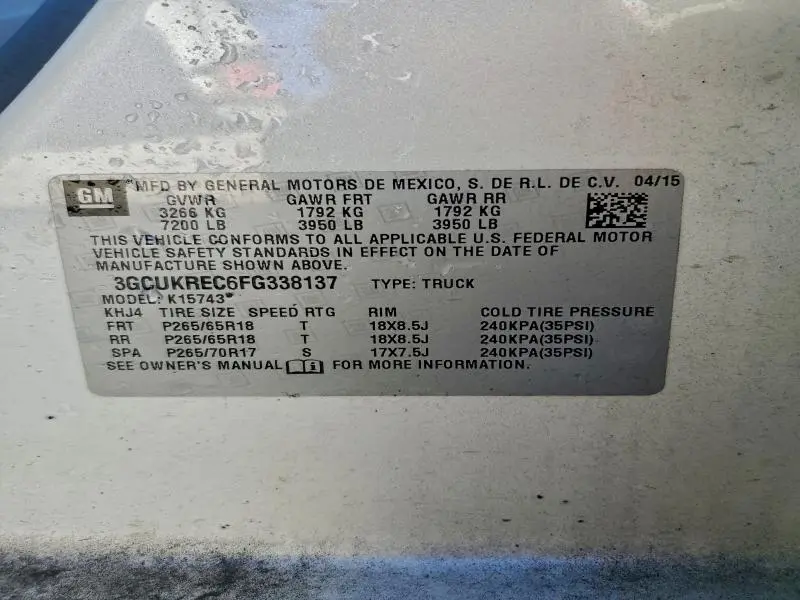 GM MFD BY GENERAL MOTORS DE MEXICO, S. DE R.L. DE C.V. 04/15
GVWR GAWR FRT GAWR RR
3266 KG 1792 KG 1792 KG
7200 LB 3950 LB 3950 LB
THIS VEHICLE CONFORMS TO ALL APPLICABLE U.S. FEDERAL MOTOR
VEHICLE SAFETY STANDARDS IN EFFECT ON THE DATE OF
MANUFACTURE SHOWN ABOVE.
3GCUKREC6FG338137 TYPE: TRUCK
MODEL: K15743*
KHJ4 TIRE SIZE SPEED RTG RIM COLD TIRE PRESSURE
FRT P265/65R18 T 18X8.5J 240KPA(35PSI)
RR P265/65R18 T 18X8.5J 240KPA(35PSI)
SPA P265/70R17 S 17X7.5J 240KPA(35PSI)
SEE OWNER'S MANUAL FOR MORE INFORMATION.